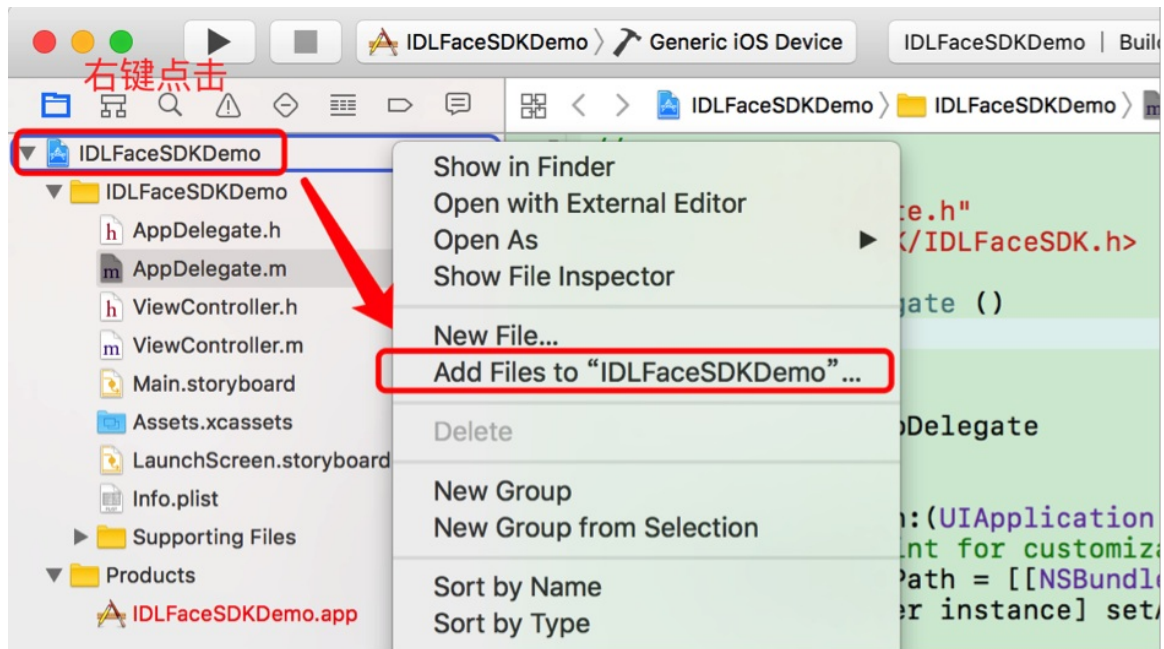 IDLFaceSDKDemo 〉 Generic iOS Device
IDLFaceSDKDemo | Buil
右键点击
IDLFaceSDKDemo 〉 IDLFaceSDKDemo 〉 m
IDLFaceSDKDemo
IDLFaceSDKDemo
h AppDelegate.h
m AppDelegate.m
h ViewController.h
m ViewController.m
Main.storyboard
Assets.xcassets
LaunchScreen.storyboard
Info.plist
Supporting Files
Products
IDLFaceSDKDemo.app
Show in Finder
Open with External Editor
Open As
Show File Inspector
New File...
Add Files to “IDLFaceSDKDemo”...
Delete
New Group
New Group from Selection
Sort by Name
Sort by Type
//
te.h"
/IDLFaceSDK.h>
gate ()
pDelegate
n:(UIApplication
int for customiza
Path = [[NSBundle
er instance] setA